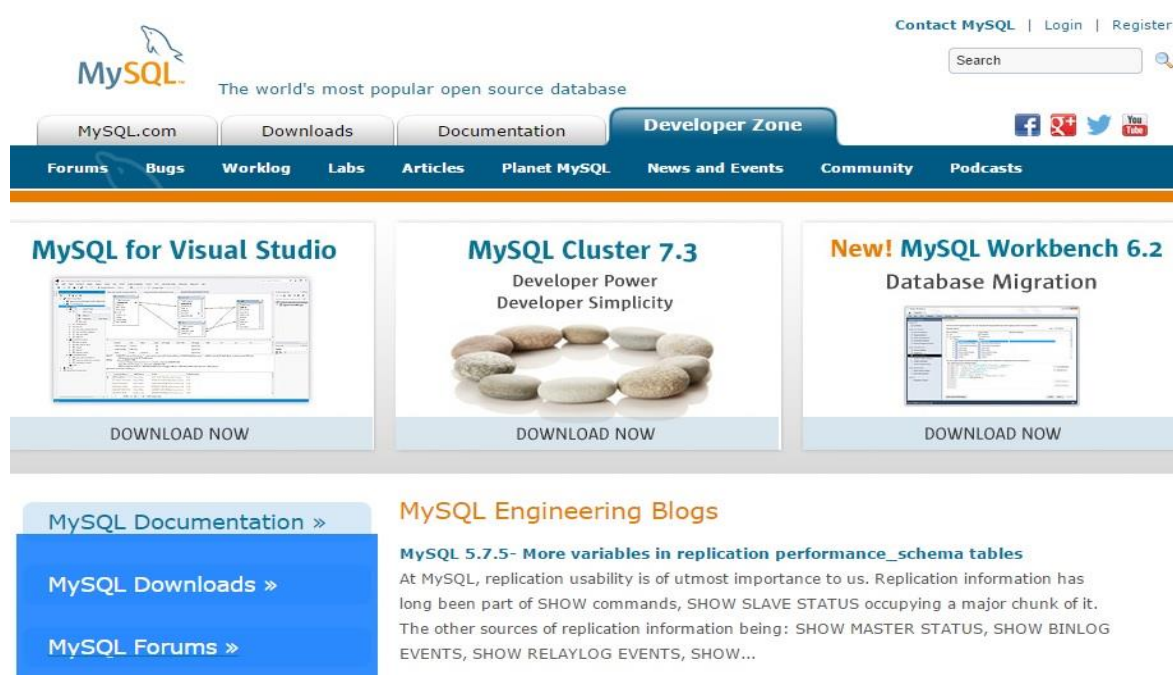 Contact MySQL | Login | Register
MySQL™
The world's most popular open source database
Search
MySQL.com Downloads Documentation Developer Zone
You Tube
Forums Bugs Worklog Labs Articles Planet MySQL News and Events Community Podcasts
MySQL for Visual Studio
DOWNLOAD NOW
MySQL Cluster 7.3
Developer Power
Developer Simplicity
DOWNLOAD NOW
New! MySQL Workbench 6.2
Database Migration
DOWNLOAD NOW
MySQL Documentation »
MySQL Downloads »
MySQL Forums »
MySQL Engineering Blogs
MySQL 5.7.5- More variables in replication performance_schema tables
At MySQL, replication usability is of utmost importance to us. Replication information has
long been part of SHOW commands, SHOW SLAVE STATUS occupying a major chunk of it.
The other sources of replication information being: SHOW MASTER STATUS, SHOW BINLOG
EVENTS, SHOW RELAYLOG EVENTS, SHOW...